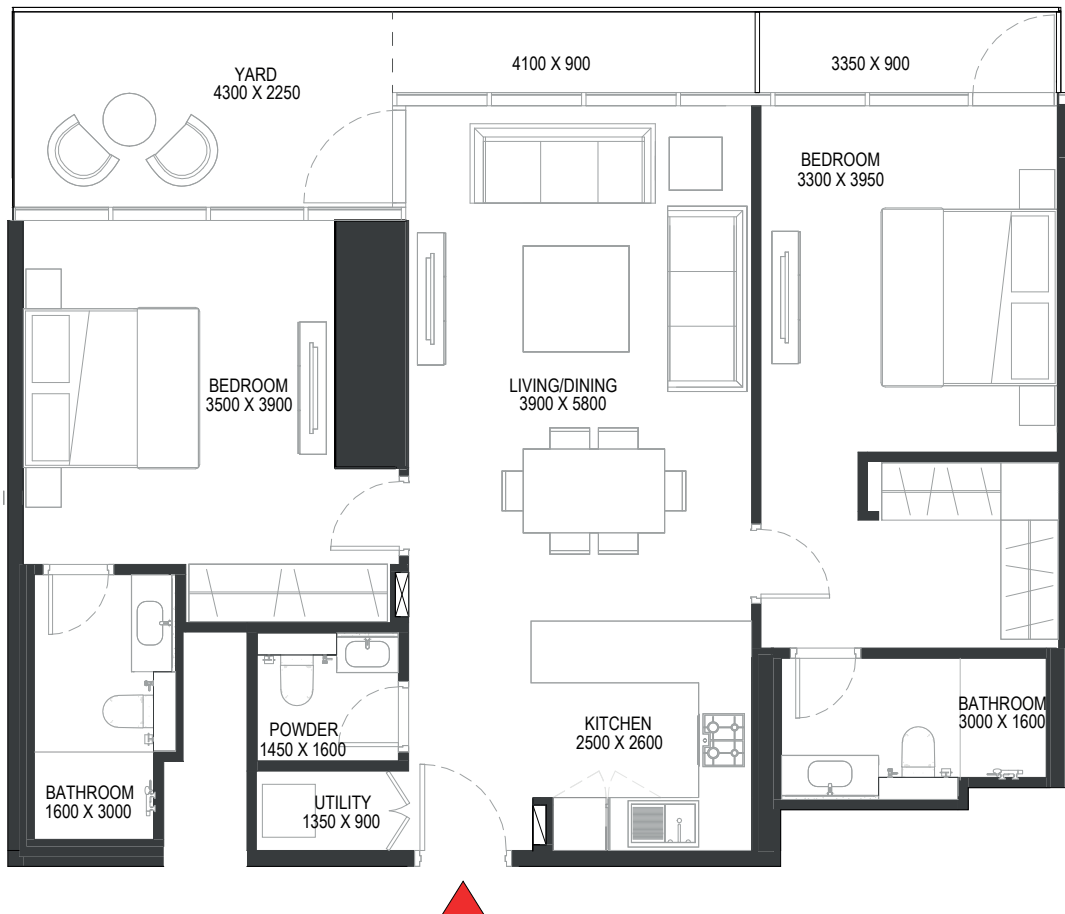 YARD
4300 X 2250
4100 X 900
3350 X 900
BEDROOM
3300 X 3950
BEDROOM
3500 X 3900
LIVING/DINING
3900 X 5800
POWDER
1450 X 1600
KITCHEN
2500 X 2600
BATHROOM
3000 X 1600
BATHROOM
1600 X 3000
UTILITY
1350 X 900